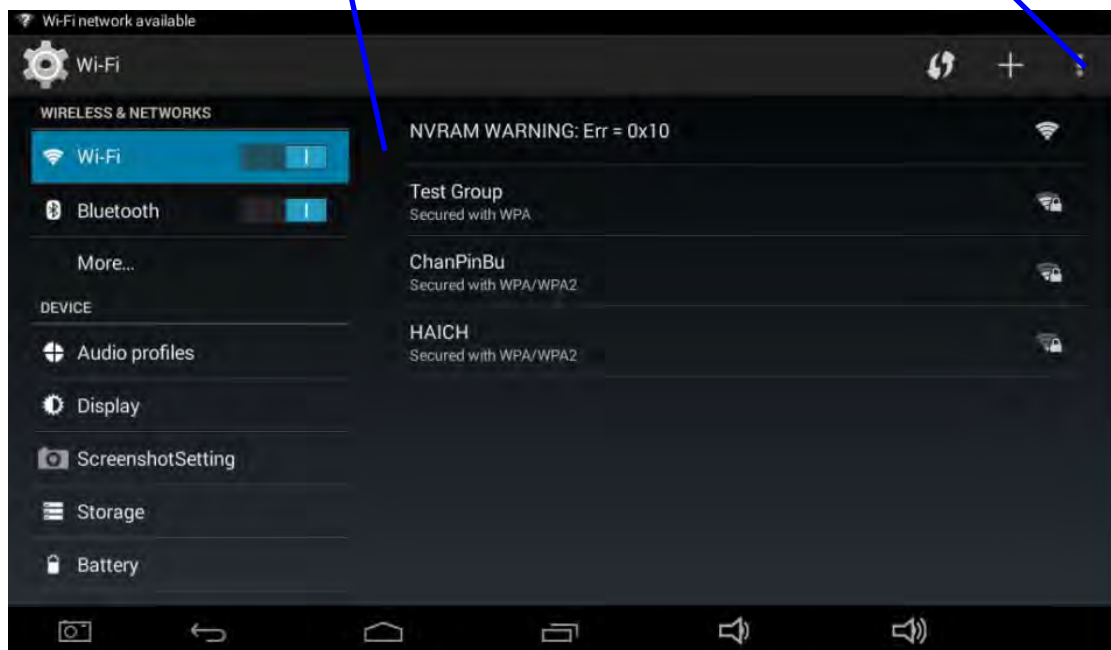 Wi-Fi network available
Wi-Fi
WIRELESS & NETWORKS
Wi-Fi
Bluetooth
More...
DEVICE
Audio profiles
Display
ScreenshotSetting
Storage
Battery
NVRAM WARNING: Err = 0x10
Test Group
Secured with WPA
ChanPinBu
Secured with WPA/WPA2
HAICH
Secured with WPA/WPA2